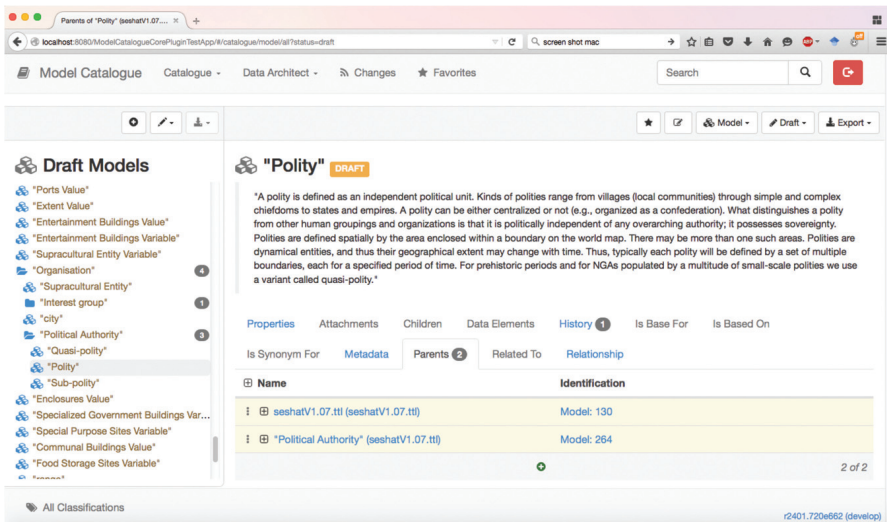 Parents of "Polity" (seshatV1.07....
localhost:8080/ModelCatalogueCorePluginTestApp/#/catalogue/model/all?status=draft
screen shot mac
Model Catalogue
Catalogue
Data Architect
Changes
Favorites
Search
Model
Draft
Export
Draft Models
"Ports Value"
"Extent Value"
"Entertainment Buildings Value"
"Entertainment Buildings Variable"
"Supracultural Entity Variable"
"Organisation" 4
"Supracultural Entity"
"Interest group" 1
"city"
"Political Authority" 3
"Quasi-polity"
"Polity"
"Sub-polity"
"Enclosures Value"
"Specialized Government Buildings Var...
"Special Purpose Sites Variable"
"Communal Buildings Value"
"Food Storage Sites Variable"
"Polity" DRAFT
"A polity is defined as an independent political unit. Kinds of polities range from villages (local communities) through simple and complex
chiefdoms to states and empires. A polity can be either centralized or not (e.g., organized as a confederation). What distinguishes a polity
from other human groupings and organizations is that it is politically independent of any overarching authority; it possesses sovereignty.
Polities are defined spatially by the area enclosed within a boundary on the world map. There may be more than one such areas. Polities are
dynamical entities, and thus their geographical extent may change with time. Thus, typically each polity will be defined by a set of multiple
boundaries, each for a specified period of time. For prehistoric periods and for NGAs populated by a multitude of small-scale polities we use
a variant called quasi-polity."
Properties Attachments Children Data Elements History 1 Is Base For Is Based On
Is Synonym For Metadata Parents 2 Related To Relationship
Name Identification
seshatV1.07.ttl (seshatV1.07.ttl) Model: 130
"Political Authority" (seshatV1.07.ttl) Model: 264
2 of 2
All Classifications
r2401.720e662 (develop)